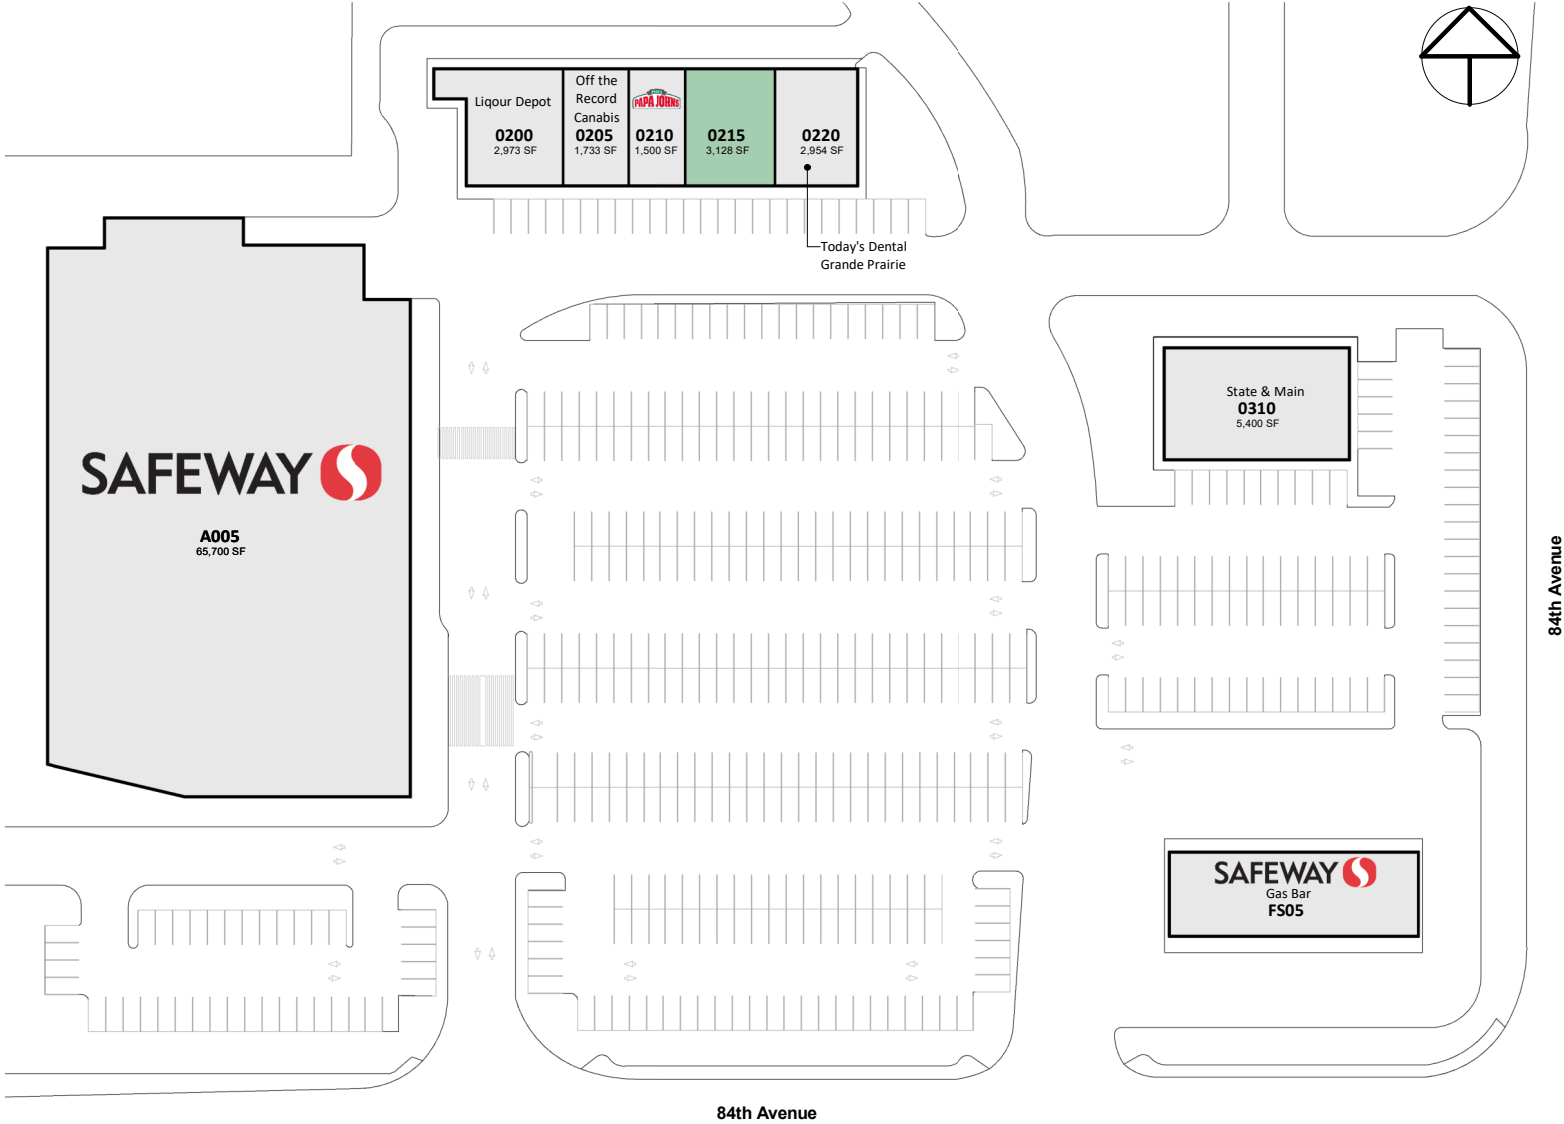 Liqour Depot
0200
2,973 SF
Off the
Record
Canabis
0205
1,733 SF
PAPA JOHNS
0210
1,500 SF
0215
3,128 SF
0220
2,954 SF
Today's Dental
Grande Prairie
SAFEWAY
A005
65,700 SF
State & Main
0310
5,400 SF
84th Avenue
SAFEWAY
Gas Bar
FS05
84th Avenue